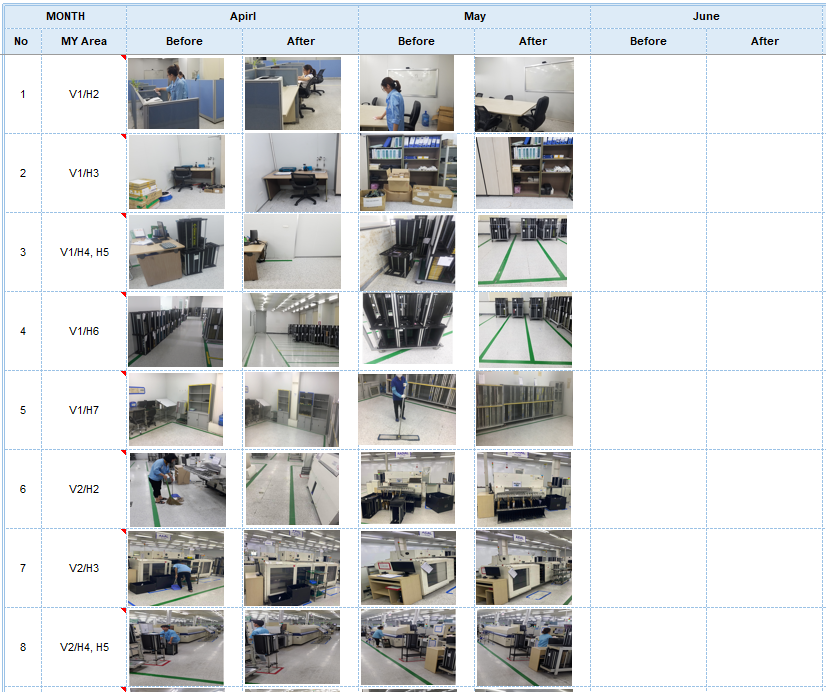 MONTH Apirl May June
No MY Area Before After Before After Before After
1 V1/H2
2 V1/H3
3 V1/H4, H5
4 V1/H6
5 V1/H7
6 V2/H2
7 V2/H3
8 V2/H4, H5